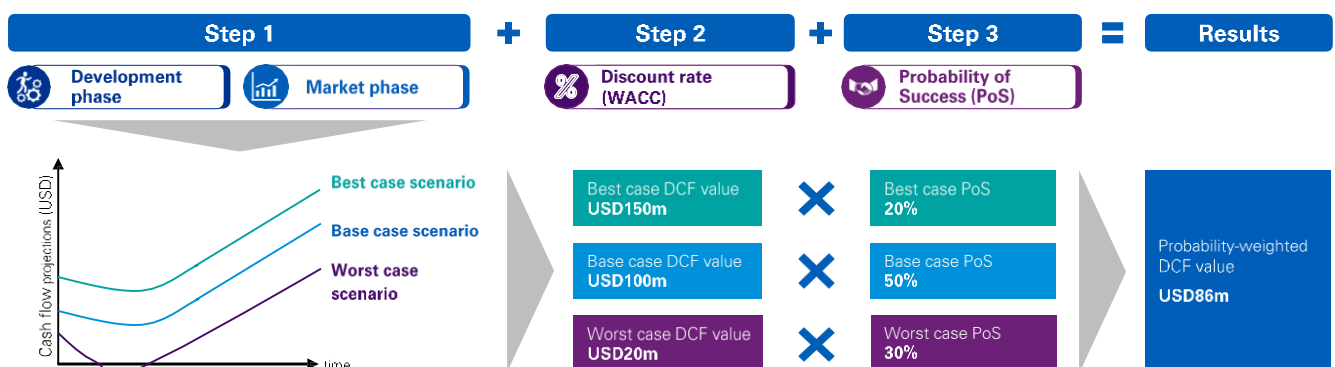 Step 1
+
Step 2
+
Step 3
=
Results
Development
phase
Market phase
%
Discount rate
(WACC)
Probability of
Success (PoS)
Cash flow projections (USD)
Best case scenario
Base case scenario
Worst case
scenario
time
Best case DCF value
USD150m
Best case PoS
20%
Base case DCF value
USD100m
Base case PoS
50%
Worst case DCF value
USD20m
Worst case PoS
30%
Probability-weighted
DCF value
USD86m